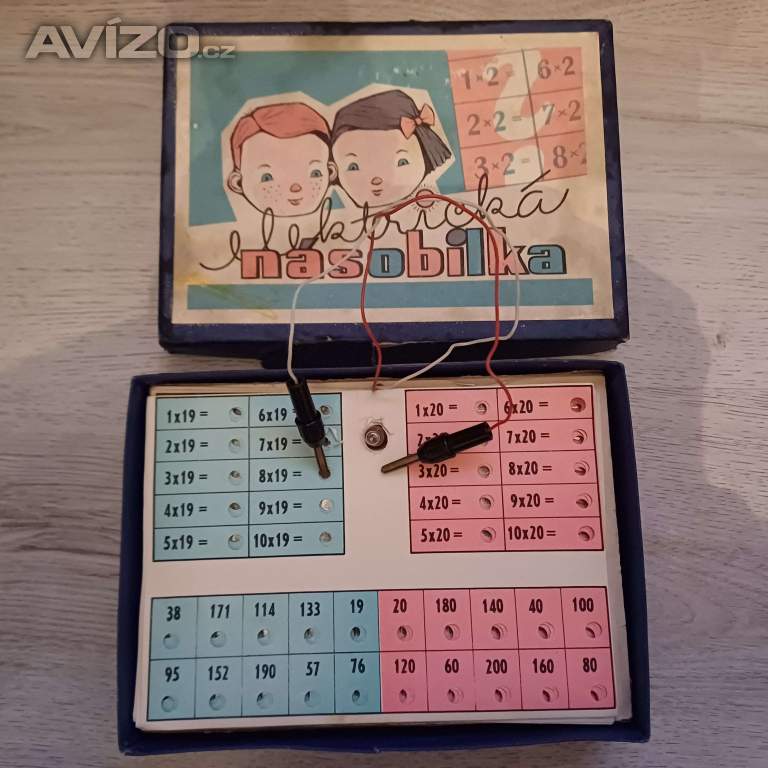 AVÍZO.cz
1×2= 6×2
2×2= 7×2
3×2= 8×2
elektrická
násobilka
1x19 = 6x19 =
2x19 = 7x19 =
3x19 = 8x19 =
4x19 = 9x19 =
5x19 = 10x19 =
1x20 = 6x20 =
7x20 =
3x20 = 8x20 =
4x20 = 9x20 =
5x20 = 10x20 =
38 171 114 133 19 20 180 140 40 100
95 152 190 57 76 120 60 200 160 80